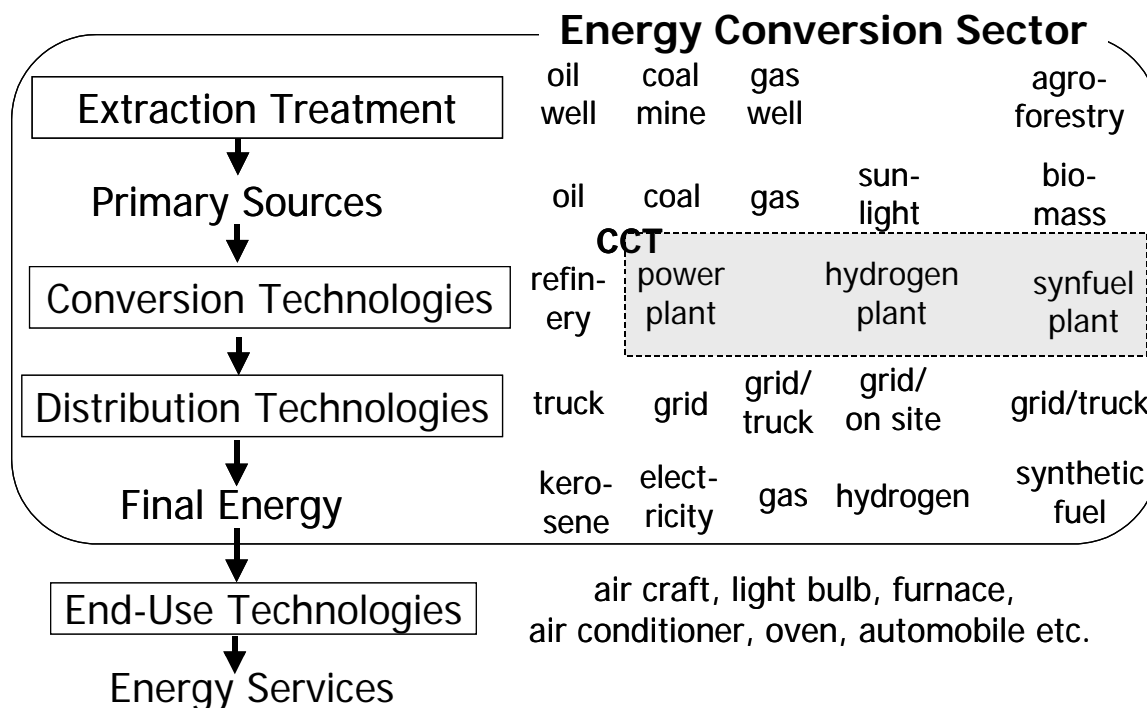 Energy Conversion Sector
Extraction Treatment
oil well
coal mine
gas well
agro-forestry
Primary Sources
oil
coal
gas
sun-light
bio-mass
CCT
Conversion Technologies
refin-ery
power plant
hydrogen plant
synfuel plant
Distribution Technologies
truck
grid
grid/truck
grid/on site
grid/truck
Final Energy
kero-sene
elect-ricity
gas
hydrogen
synthetic fuel
End-Use Technologies
air craft, light bulb, furnace,
air conditioner, oven, automobile etc.
Energy Services